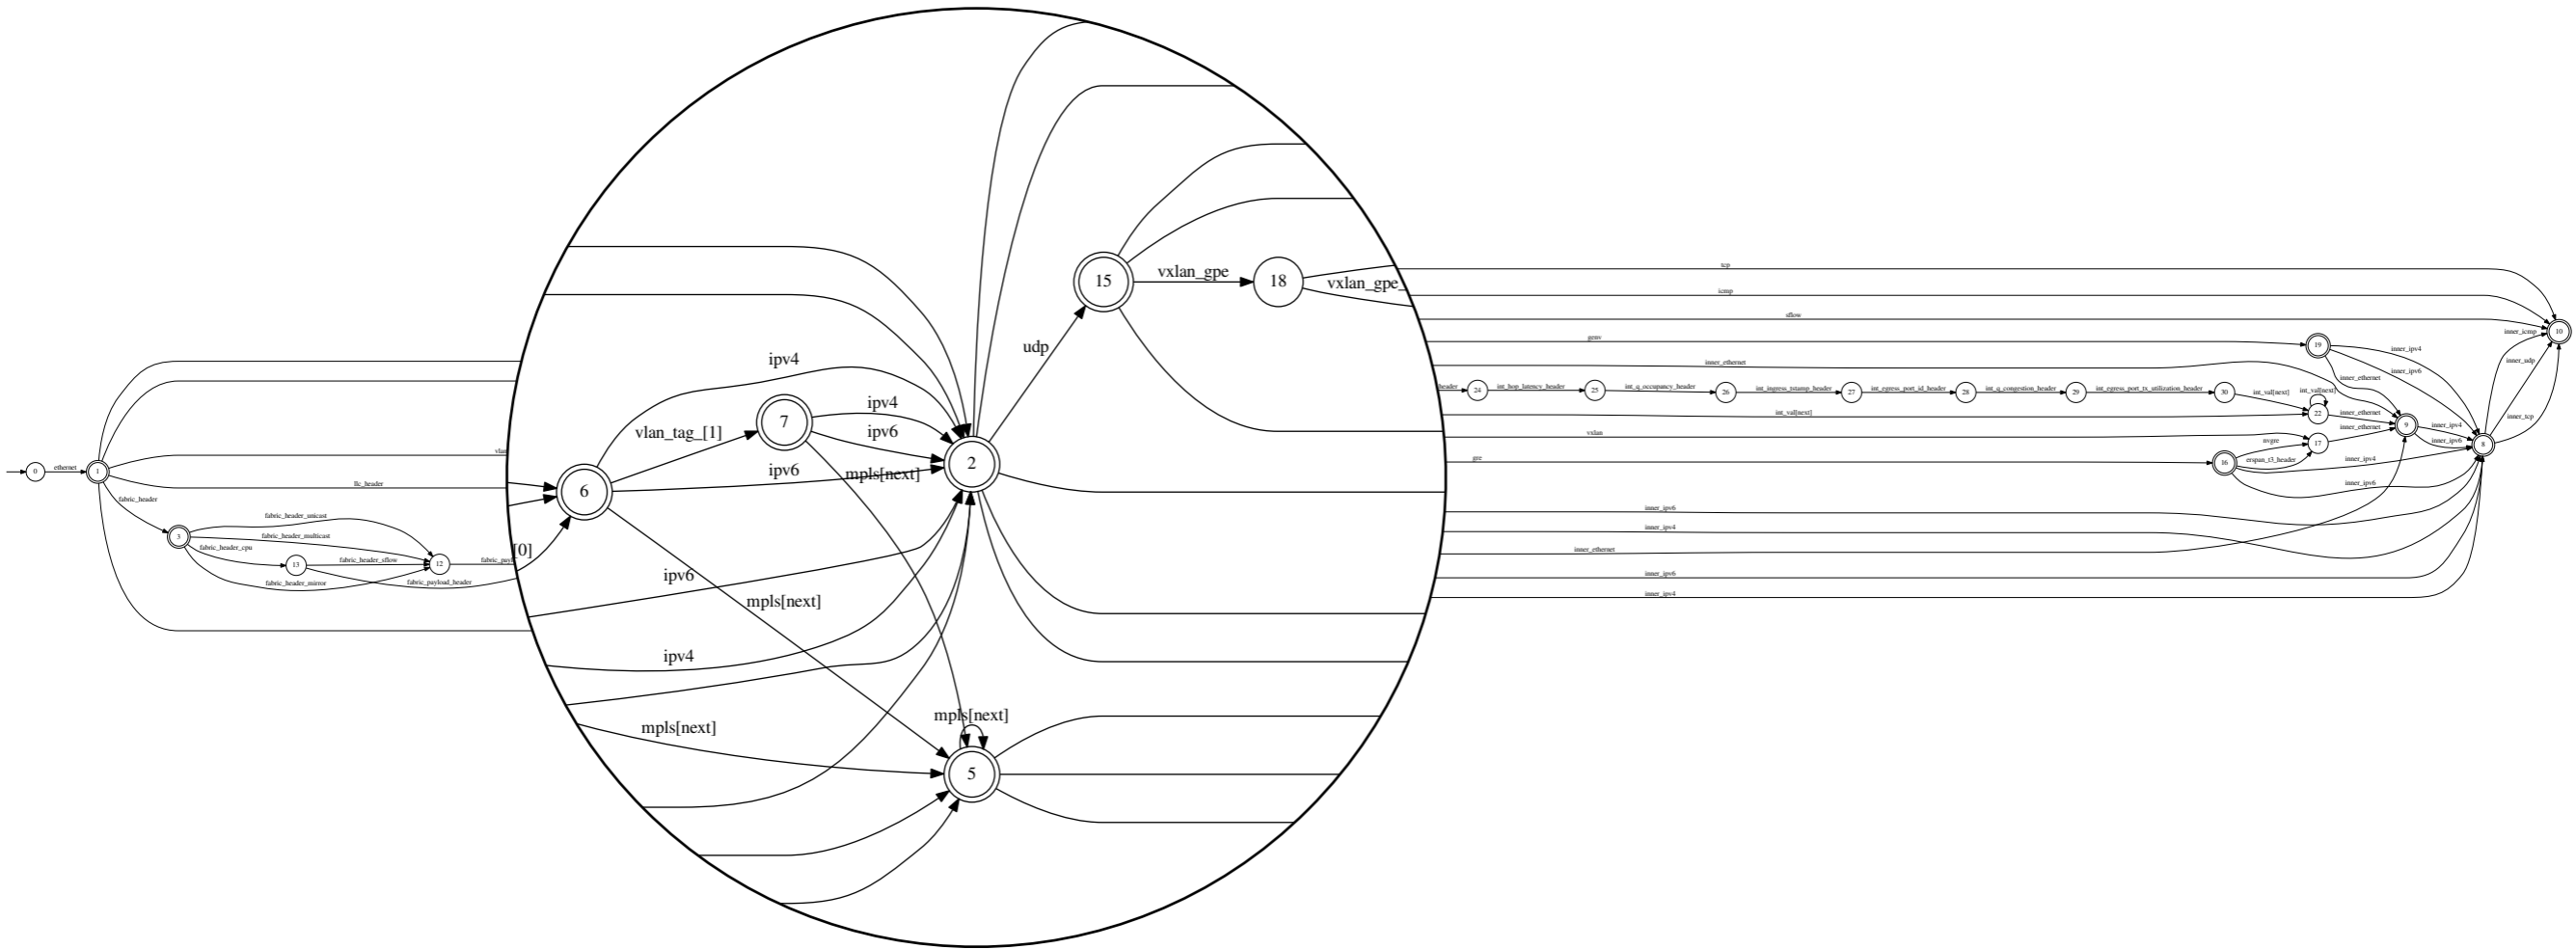 0
ethernet
1
vlan
llc_header
fabric_header
3
fabric_header_unicast
fabric_header_multicast
fabric_header_cpu
13
fabric_header_sflow
fabric_header_mirror
12
fabric_payload_header
[0]
6
vlan_tag_[1]
7
ipv4
ipv4
ipv6
ipv6
mpls[next]
2
ipv6
mpls[next]
ipv4
mpls[next]
mpls[next]
5
udp
15
vxlan_gpe
18
vxlan_gpe_
tcp
icmp
sflow
genv
inner_ethernet
header
24
int_hop_latency_header
25
int_q_occupancy_header
26
int_ingress_tstamp_header
27
int_egress_port_id_header
28
int_q_congestion_header
29
int_egress_port_tx_utilization_header
30
int_val[next]
int_val[next]
22
int_val[next]
inner_ethernet
vxlan
gre
16
nvgre
erspan_t3_header
17
inner_ethernet
inner_ipv4
inner_ipv6
19
inner_ipv4
inner_ipv6
inner_ethernet
9
inner_ipv4
inner_ipv6
8
inner_icmp
inner_udp
inner_tcp
10
inner_ipv6
inner_ipv4
inner_ethernet
inner_ipv6
inner_ipv4